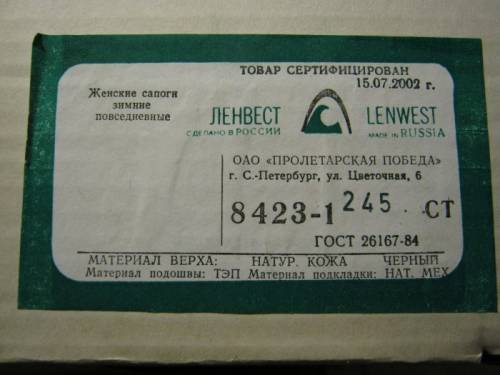 ТОВАР СЕРТИФИЦИРОВАН
15.07.2002 г.
Женские сапоги
зимние
повседневные
ЛЕНВЕСТ LENWEST
СДЕЛАНО В РОССИИ MADE IN RUSSIA
ОАО «ПРОЛЕТАРСКАЯ ПОБЕДА»
г. С.-Петербург, ул. Цветочная, 6
8423-1 245 СТ
ГОСТ 26167-84
МАТЕРИАЛ ВЕРХА: НАТУР. КОЖА ЧЕРНЫЙ
Материал подошвы: ТЭП Материал подкладки: НАТ. МЕХ